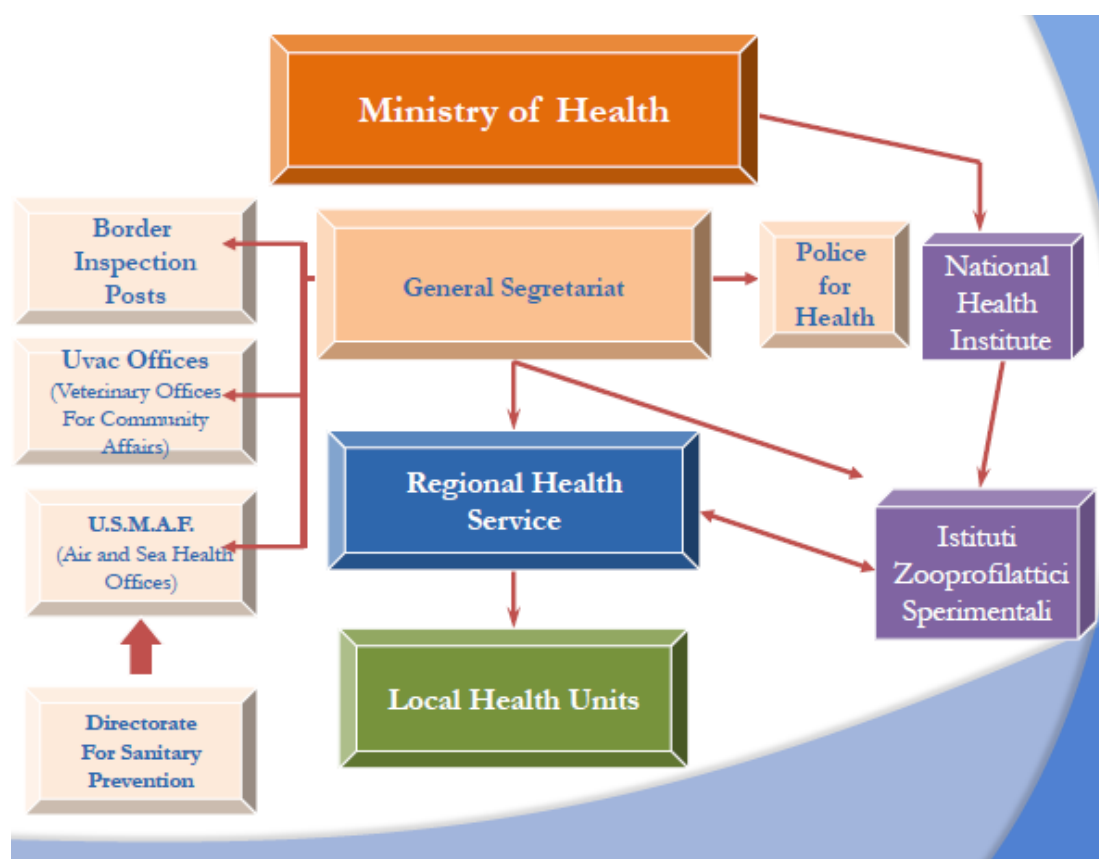 Ministry of Health
Border
Inspection
Posts
General Segretariat
Police
for
Health
National
Health
Institute
Uvac Offices
(Veterinary Offices
For Community
Affairs)
Regional Health
Service
U.S.M.A.F.
(Air and Sea Health
Offices)
Istituti
Zooprofilattici
Sperimentali
Local Health Units
Directorate
For Sanitary
Prevention